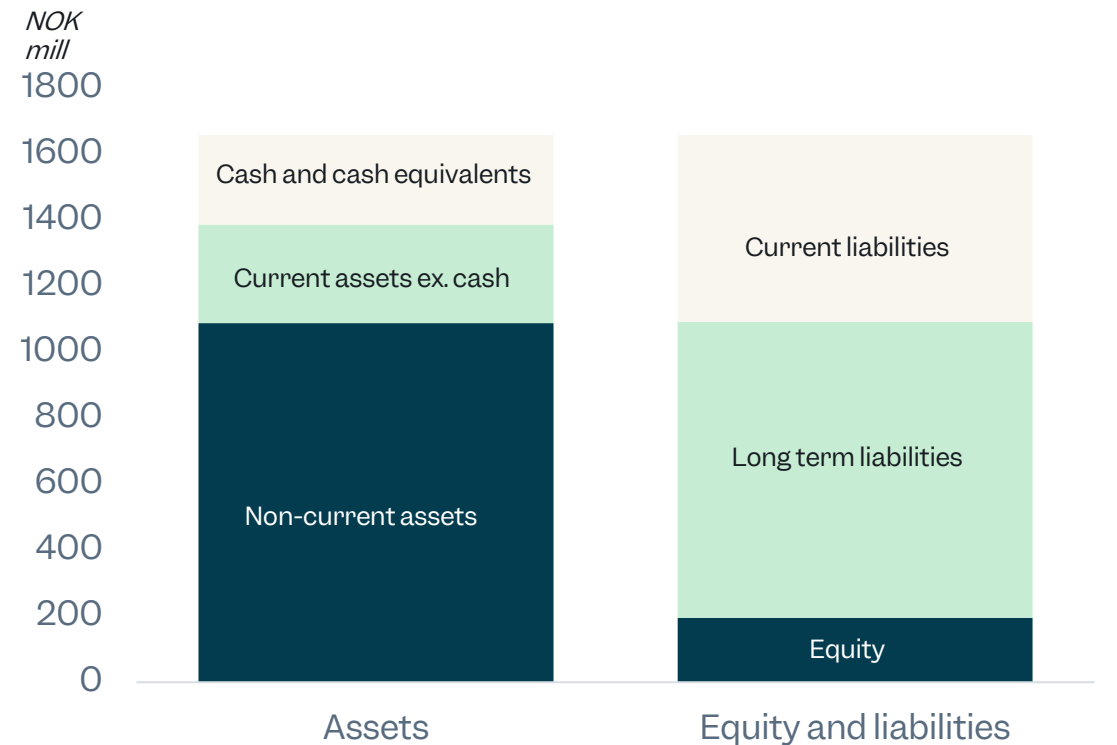 NOK
mill
1800
1600
1400
1200
1000
800
600
400
200
0
Cash and cash equivalents
Current assets ex. cash
Non-current assets
Current liabilities
Long term liabilities
Equity
Assets
Equity and liabilities